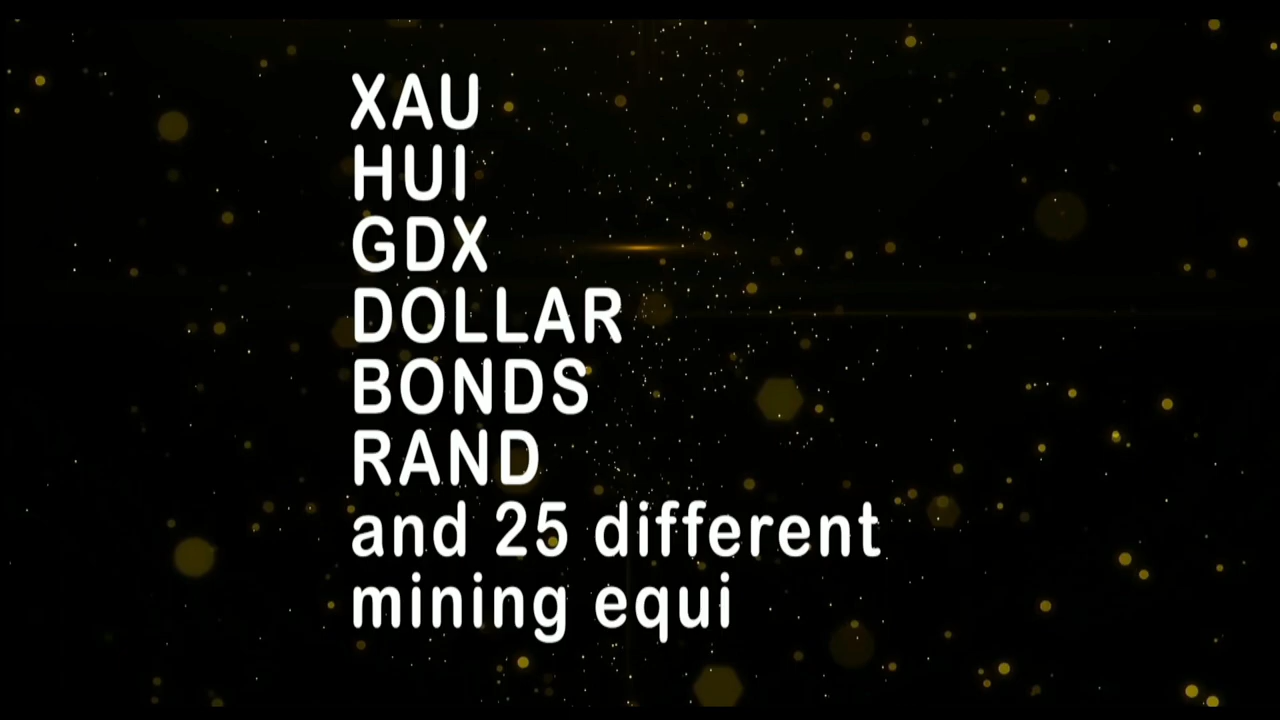 XAU
HUI
GDX
DOLLAR
BONDS
RAND
and 25 different
mining equi